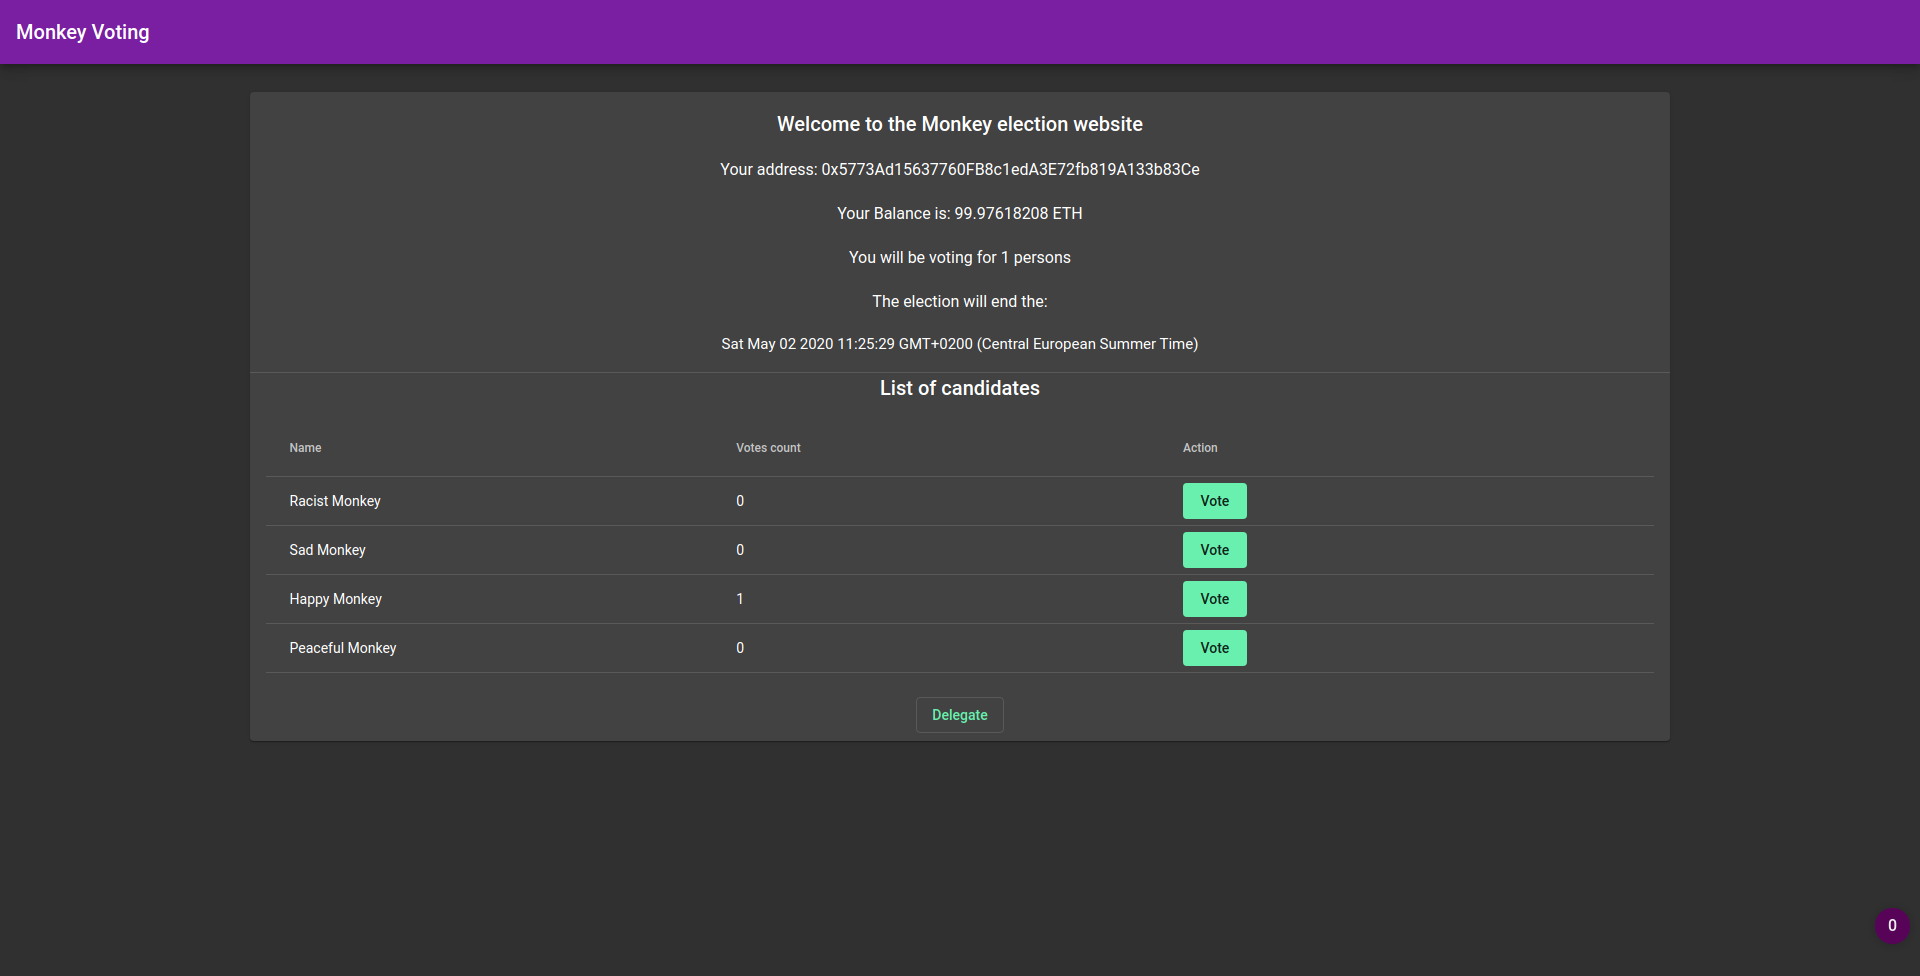 Monkey Voting
Welcome to the Monkey election website
Your address: 0x5773Ad15637760FB8c1edA3E72fb819A133b83Ce
Your Balance is: 99.97618208 ETH
You will be voting for 1 persons
The election will end the:
Sat May 02 2020 11:25:29 GMT+0200 (Central European Summer Time)
List of candidates
Name Votes count Action
Racist Monkey 0 Vote
Sad Monkey 0 Vote
Happy Monkey 1 Vote
Peaceful Monkey 0 Vote
Delegate
0